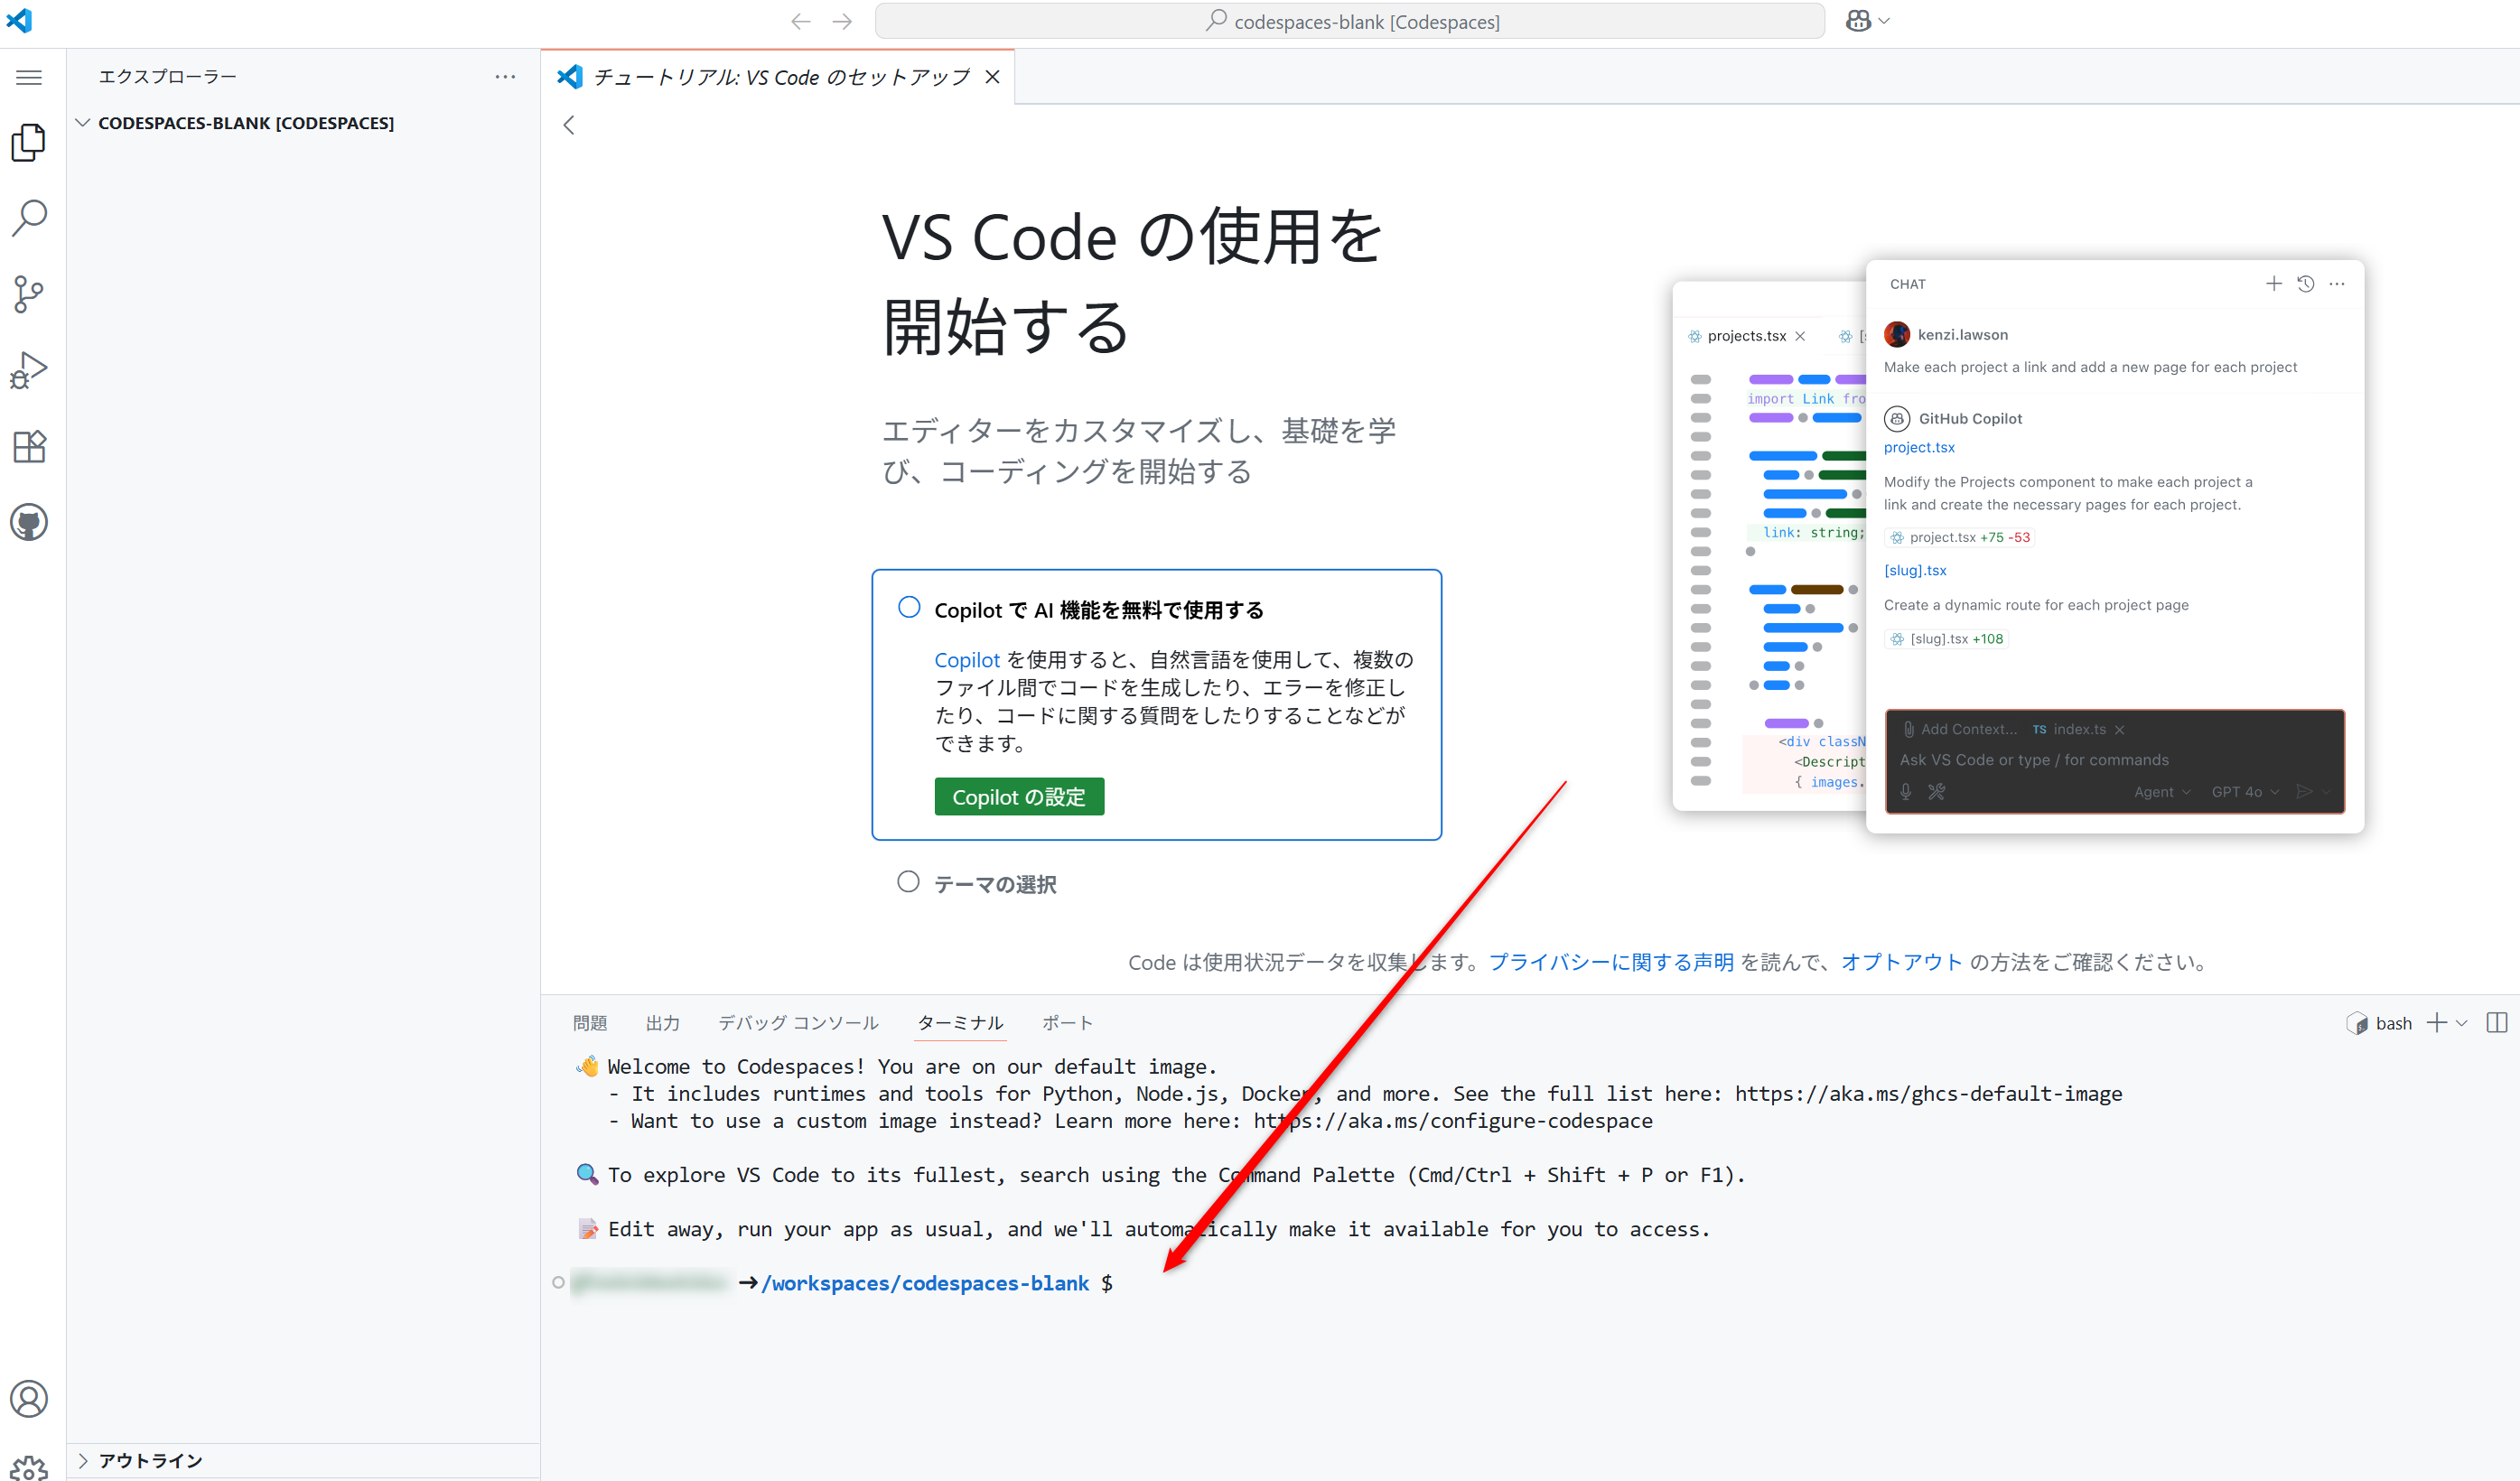 codespaces-blank [Codespaces]
エクスプローラー
CODESPACES-BLANK [CODESPACES]
アウトライン
チュートリアル: VS Code のセットアップ
VS Code の使用を
開始する
エディターをカスタマイズし、基礎を学
び、コーディングを開始する
Copilot で AI 機能を無料で使用する
Copilot を使用すると、自然言語を使用して、複数の
ファイル間でコードを生成したり、エラーを修正し
たり、コードに関する質問をしたりすることなどが
できます。
Copilot の設定
テーマの選択
projects.tsx
import Link fro
link: string;
<div classN
<Descript
{ images.
CHAT
kenzi.lawson
Make each project a link and add a new page for each project
GitHub Copilot
project.tsx
Modify the Projects component to make each project a
link and create the necessary pages for each project.
project.tsx +75 -53
[slug].tsx
Create a dynamic route for each project page
[slug].tsx +108
Add Context... TS index.ts
Ask VS Code or type / for commands
Agent GPT 4o
Code は使用状況データを収集します。プライバシーに関する声明 を読んで、オプトアウト の方法をご確認ください。
問題 出力 デバッグ コンソール ターミナル ポート
bash
👋 Welcome to Codespaces! You are on our default image.
- It includes runtimes and tools for Python, Node.js, Docker, and more. See the full list here: https://aka.ms/ghcs-default-image
- Want to use a custom image instead? Learn more here: https://aka.ms/configure-codespace
🔍 To explore VS Code to its fullest, search using the Command Palette (Cmd/Ctrl + Shift + P or F1).
📝 Edit away, run your app as usual, and we'll automatically make it available for you to access.
➜/workspaces/codespaces-blank $